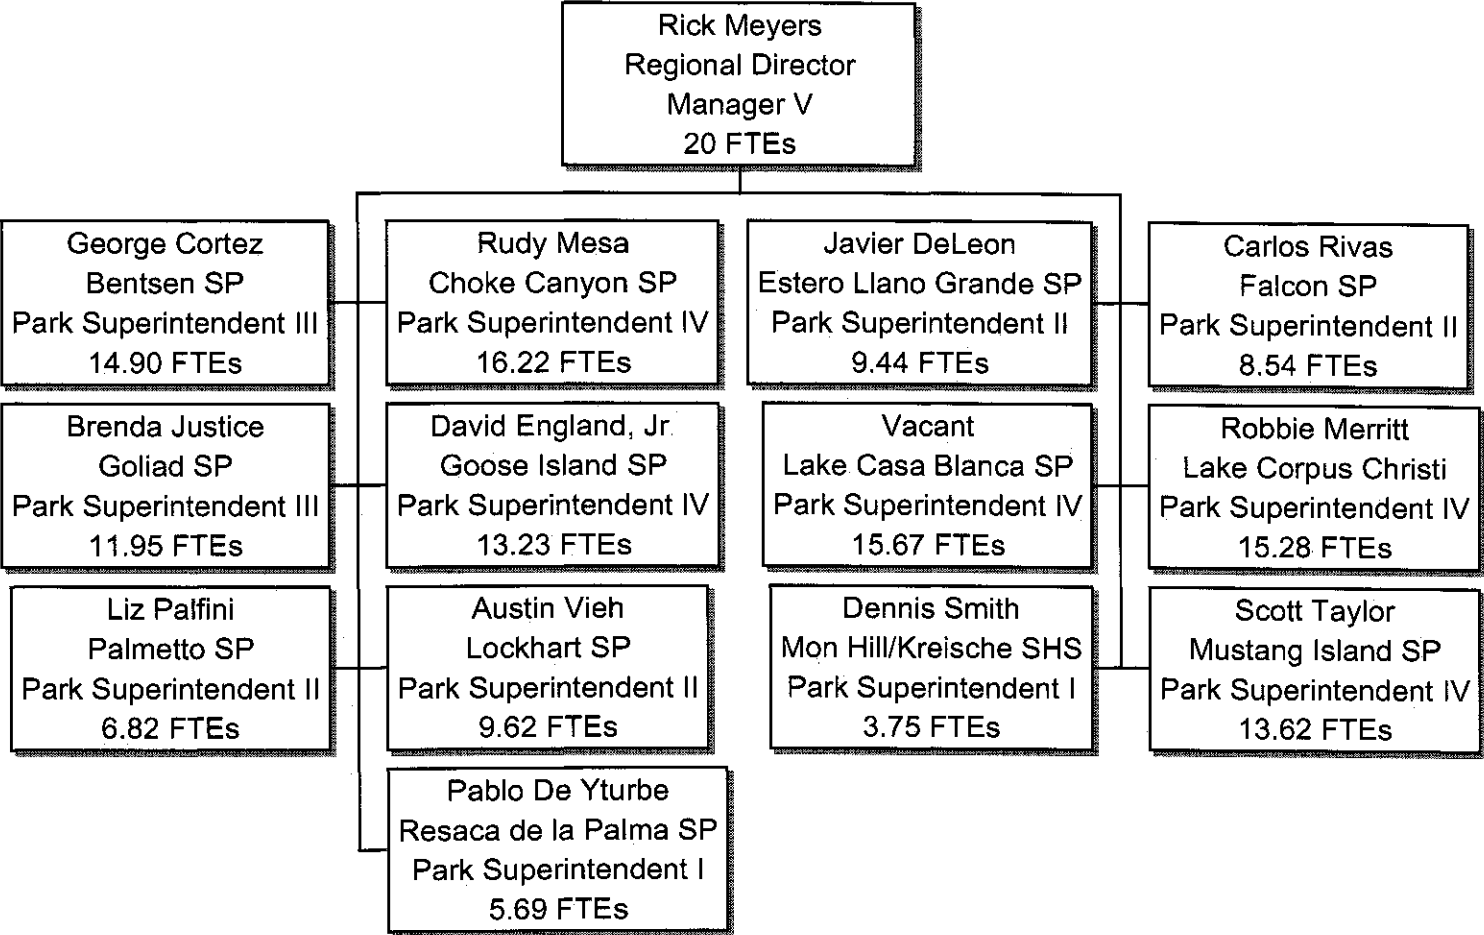 Rick Meyers
Regional Director
Manager V
20 FTEs
George Cortez
Bentsen SP
Park Superintendent III
14.90 FTEs
Rudy Mesa
Choke Canyon SP
Park Superintendent IV
16.22 FTEs
Javier DeLeon
Estero Llano Grande SP
Park Superintendent II
9.44 FTEs
Carlos Rivas
Falcon SP
Park Superintendent II
8.54 FTEs
Brenda Justice
Goliad SP
Park Superintendent III
11.95 FTEs
David England, Jr.
Goose Island SP
Park Superintendent IV
13.23 FTEs
Vacant
Lake Casa Blanca SP
Park Superintendent IV
15.67 FTEs
Robbie Merritt
Lake Corpus Christi
Park Superintendent IV
15.28 FTEs
Liz Palfini
Palmetto SP
Park Superintendent II
6.82 FTEs
Austin Vieh
Lockhart SP
Park Superintendent II
9.62 FTEs
Dennis Smith
Mon Hill/Kreische SHS
Park Superintendent I
3.75 FTEs
Scott Taylor
Mustang Island SP
Park Superintendent IV
13.62 FTEs
Pablo De Yturbe
Resaca de la Palma SP
Park Superintendent I
5.69 FTEs